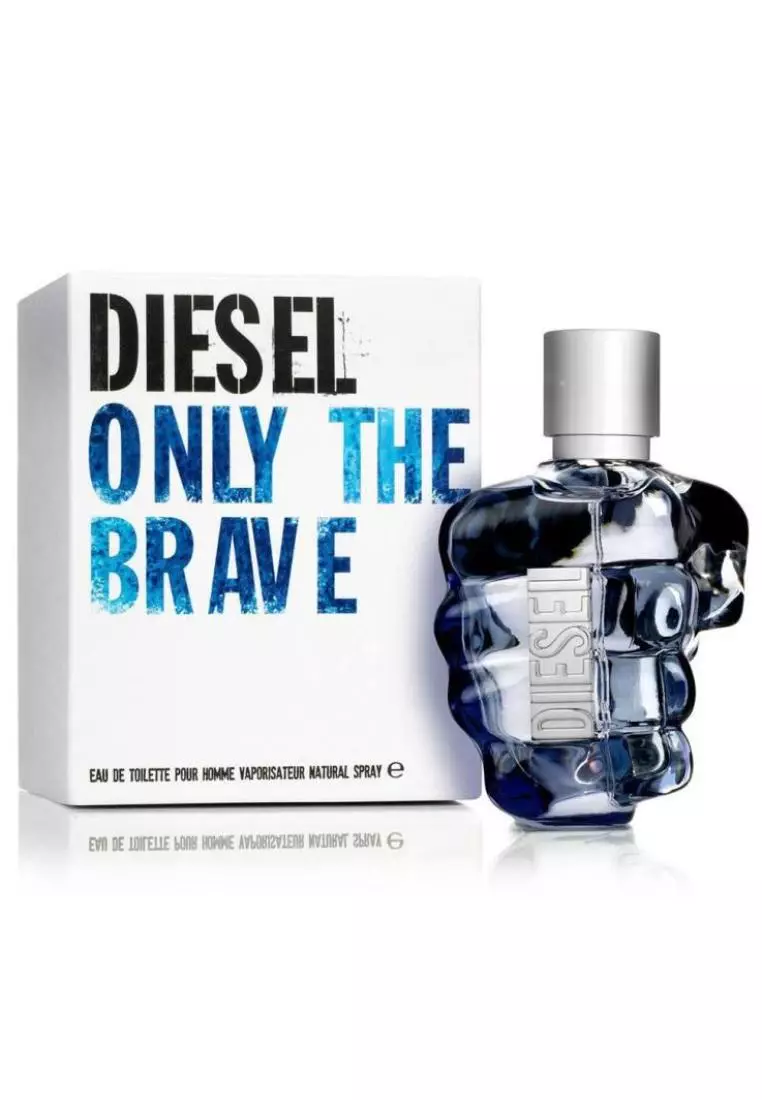 DIESEL
ONLY THE
BRAVE
EAU DE TOILETTE POUR HOMME VAPORISATEUR NATURAL SPRAY ℮
DIESEL